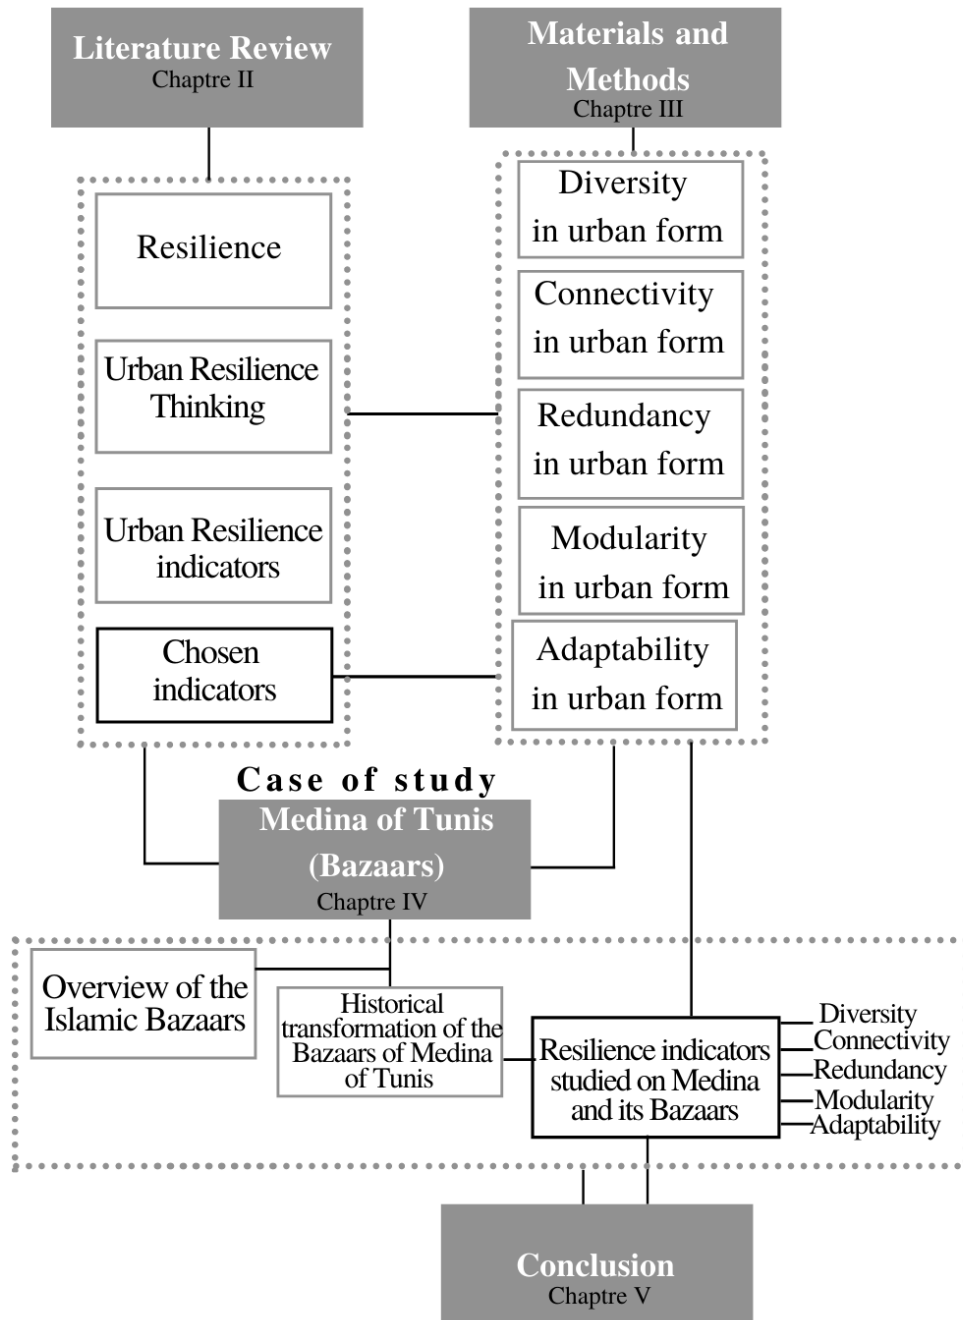 Literature Review
Chaptre II
Materials and
Methods
Chaptre III
Resilience
Urban Resilience
Thinking
Urban Resilience
indicators
Chosen
indicators
Diversity
in urban form
Connectivity
in urban form
Redundancy
in urban form
Modularity
in urban form
Adaptability
in urban form
Case of study
Medina of Tunis
(Bazaars)
Chaptre IV
Overview of the
Islamic Bazaars
Historical
transformation of the
Bazaars of Medina
of Tunis
Resilience indicators
studied on Medina
and its Bazaars
Diversity
Connectivity
Redundancy
Modularity
Adaptability
Conclusion
Chaptre V